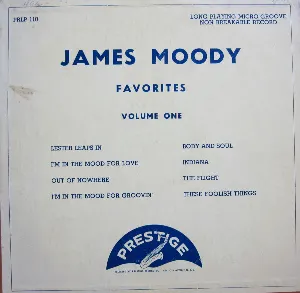 PRLP 110
LONG PLAYING MICRO GROOVE
NON BREAKABLE RECORD
JAMES MOODY
FAVORITES
VOLUME ONE
LESTER LEAPS IN
I'M IN THE MOOD FOR LOVE
OUT OF NOWHERE
I'M IN THE MOOD FOR GROOVIN'
BODY AND SOUL
INDIANA
THE FLIGHT
THESE FOOLISH THINGS
PRESTIGE